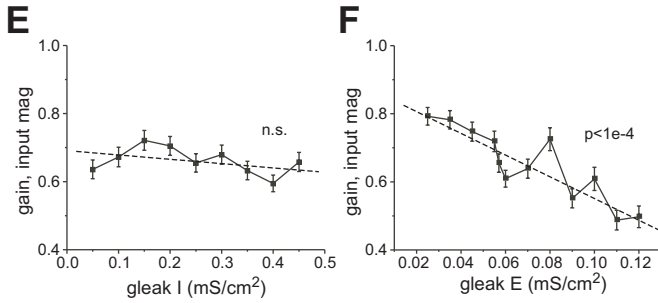 E
gain, input mag
1.0
0.8
0.6
0.4
n.s.
0.0 0.1 0.2 0.3 0.4 0.5
gleak I (mS/cm²)
F
gain, input mag
1.0
0.8
0.6
0.4
p<1e-4
0.02 0.04 0.06 0.08 0.10 0.12
gleak E (mS/cm²)